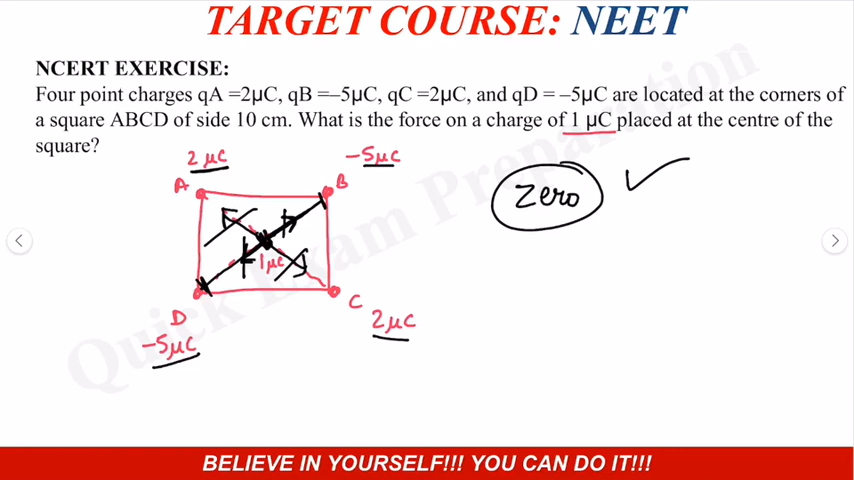 TARGET COURSE: NEET
NCERT EXERCISE:
Four point charges qA =2μC, qB =–5μC, qC =2μC, and qD = –5μC are located at the corners of
a square ABCD of side 10 cm. What is the force on a charge of 1 μC placed at the centre of the
square?
2 μC
-5μC
A
B
Zero
1μC
D
C
-5μC
2μC
Quick Exam Preparation
BELIEVE IN YOURSELF!!! YOU CAN DO IT!!!